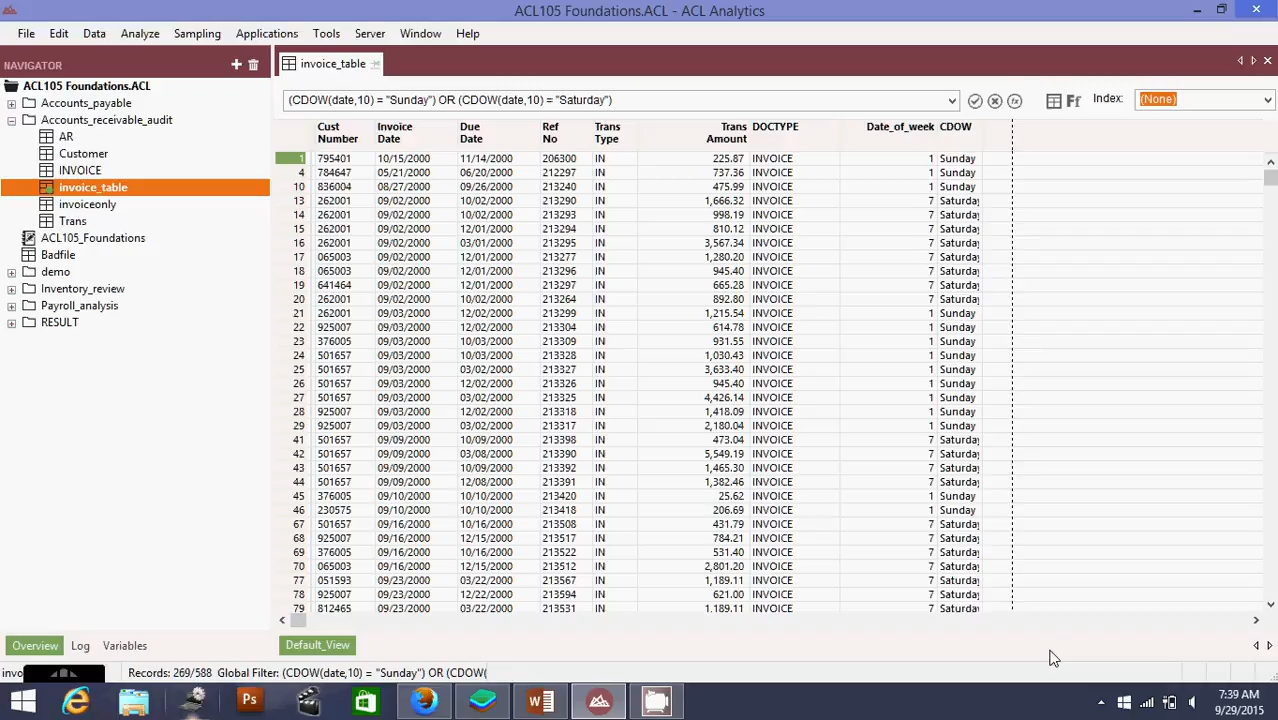 ACL105 Foundations.ACL - ACL Analytics
File Edit Data Analyze Sampling Applications Tools Server Window Help
NAVIGATOR
invoice_table
ACL105 Foundations.ACL
Accounts_payable
Accounts_receivable_audit
AR
Customer
INVOICE
invoice_table
invoiceonly
Trans
ACL105_Foundations
Badfile
demo
Inventory_review
Payroll_analysis
RESULT
(CDOW(date,10) = "Sunday") OR (CDOW(date,10) = "Saturday")
Index: (None)
Cust Invoice Due Ref Trans Trans DOCTYPE Date_of_week CDOW
Number Date Date No Type Amount
1 795401 10/15/2000 11/14/2000 206300 IN 225.87 INVOICE 1 Sunday
4 784647 05/21/2000 06/20/2000 212297 IN 737.36 INVOICE 1 Sunday
10 836004 08/27/2000 09/26/2000 213240 IN 475.99 INVOICE 1 Sunday
13 262001 09/02/2000 10/02/2000 213290 IN 1,666.32 INVOICE 7 Saturday
14 262001 09/02/2000 10/02/2000 213293 IN 998.19 INVOICE 7 Saturday
15 262001 09/02/2000 12/01/2000 213294 IN 810.12 INVOICE 7 Saturday
16 262001 09/02/2000 03/01/2000 213295 IN 3,567.34 INVOICE 7 Saturday
17 065003 09/02/2000 12/01/2000 213277 IN 1,280.20 INVOICE 7 Saturday
18 065003 09/02/2000 12/01/2000 213296 IN 945.40 INVOICE 7 Saturday
19 641464 09/02/2000 12/01/2000 213297 IN 665.28 INVOICE 7 Saturday
20 262001 09/02/2000 10/02/2000 213264 IN 892.80 INVOICE 7 Saturday
21 262001 09/03/2000 12/02/2000 213299 IN 1,215.54 INVOICE 1 Sunday
22 925007 09/03/2000 12/02/2000 213304 IN 614.78 INVOICE 1 Sunday
23 376005 09/03/2000 10/03/2000 213309 IN 931.55 INVOICE 1 Sunday
24 501657 09/03/2000 10/03/2000 213328 IN 1,030.43 INVOICE 1 Sunday
25 501657 09/03/2000 03/02/2000 213327 IN 3,633.40 INVOICE 1 Sunday
26 501657 09/03/2000 12/02/2000 213326 IN 945.40 INVOICE 1 Sunday
27 501657 09/03/2000 03/02/2000 213325 IN 4,426.14 INVOICE 1 Sunday
28 925007 09/03/2000 12/02/2000 213318 IN 1,418.09 INVOICE 1 Sunday
29 925007 09/03/2000 03/02/2000 213317 IN 2,180.04 INVOICE 1 Sunday
41 501657 09/09/2000 10/09/2000 213398 IN 473.04 INVOICE 7 Saturday
42 501657 09/09/2000 03/08/2000 213390 IN 5,549.19 INVOICE 7 Saturday
43 501657 09/09/2000 10/09/2000 213392 IN 1,465.30 INVOICE 7 Saturday
44 501657 09/09/2000 12/08/2000 213391 IN 1,382.46 INVOICE 7 Saturday
45 376005 09/10/2000 10/10/2000 213420 IN 25.62 INVOICE 1 Sunday
46 230575 09/10/2000 10/10/2000 213418 IN 206.69 INVOICE 1 Sunday
67 501657 09/16/2000 10/16/2000 213508 IN 431.79 INVOICE 7 Saturday
68 925007 09/16/2000 12/15/2000 213517 IN 784.21 INVOICE 7 Saturday
69 376005 09/16/2000 10/16/2000 213522 IN 531.40 INVOICE 7 Saturday
70 065003 09/16/2000 12/15/2000 213512 IN 2,801.20 INVOICE 7 Saturday
77 051593 09/23/2000 03/22/2000 213567 IN 1,189.11 INVOICE 7 Saturday
78 925007 09/23/2000 12/22/2000 213594 IN 621.00 INVOICE 7 Saturday
79 812465 09/23/2000 03/22/2000 213531 IN 1,189.11 INVOICE 7 Saturday
Overview Log Variables
Default_View
invo Records: 269/588 Global Filter: (CDOW(date,10) = "Sunday") OR (CDOW(
Ps
7:39 AM
9/29/2015